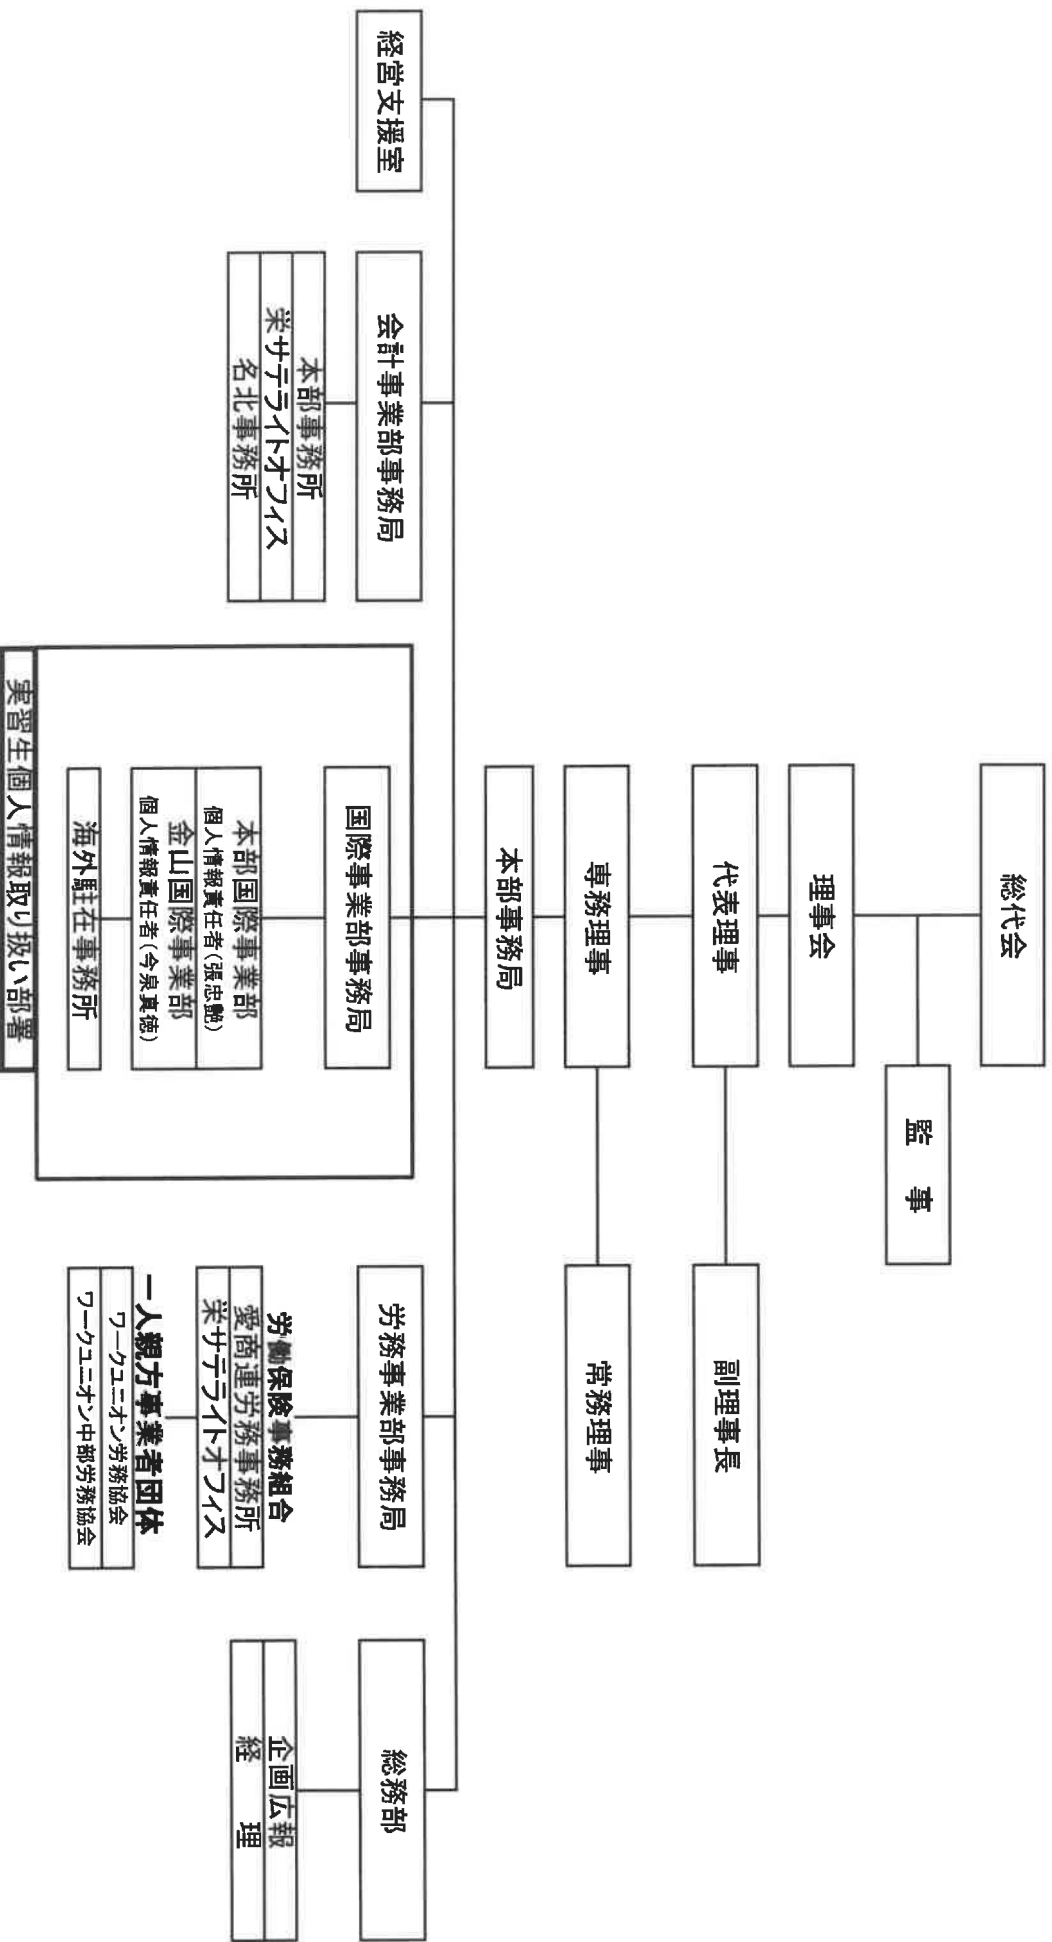 総代会
監　事
理事会
代表理事
副理事長
専務理事
常務理事
本部事務局
経営支援室
会計事業部事務局
本部事務所
栄サテライトオフィス
名北事務所
国際事業部事務局
本部国際事業部
個人情報責任者(張忠艶)
金山国際事業部
個人情報責任者(今泉真徳)
海外駐在事務所
実習生個人情報取り扱い部署
労務事業部事務局
労働保険事務組合
愛商連労務事務所
栄サテライトオフィス
一人親方事業者団体
ワークユニオン労務協会
ワークユニオン中部労務協会
総務部
企画広報
経　理